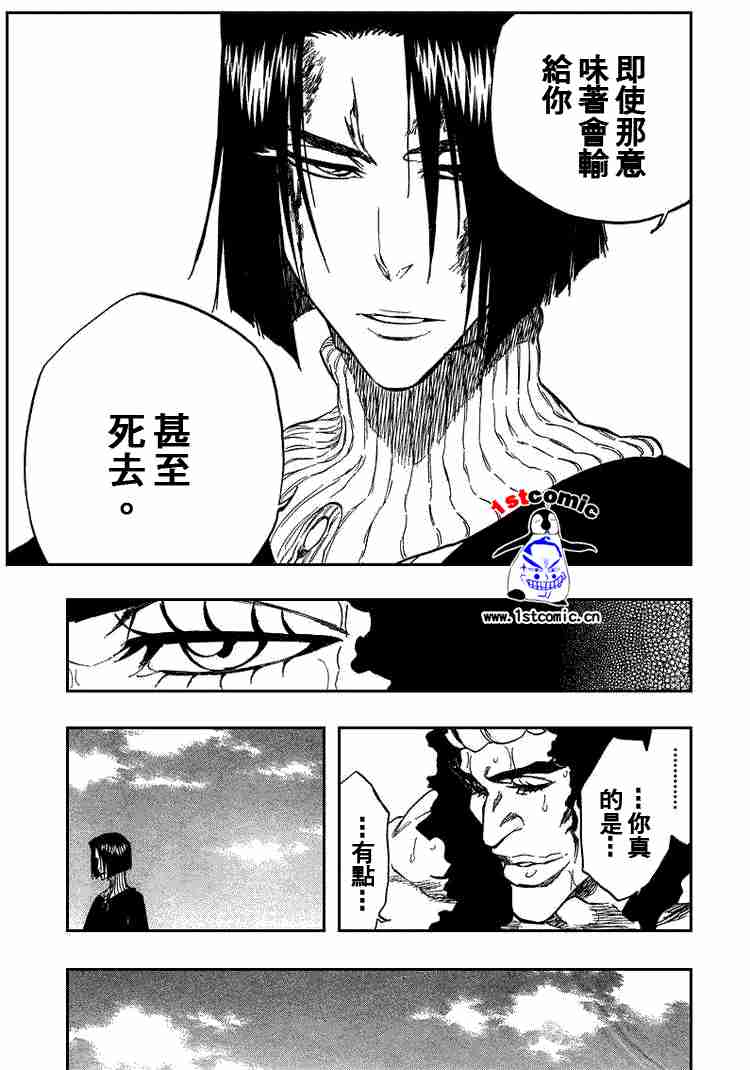 即使那意
味著會輸
給你
甚至
死去。
1stcomic
www.1stcomic.cn
…………
…你真
的是…
…有點…